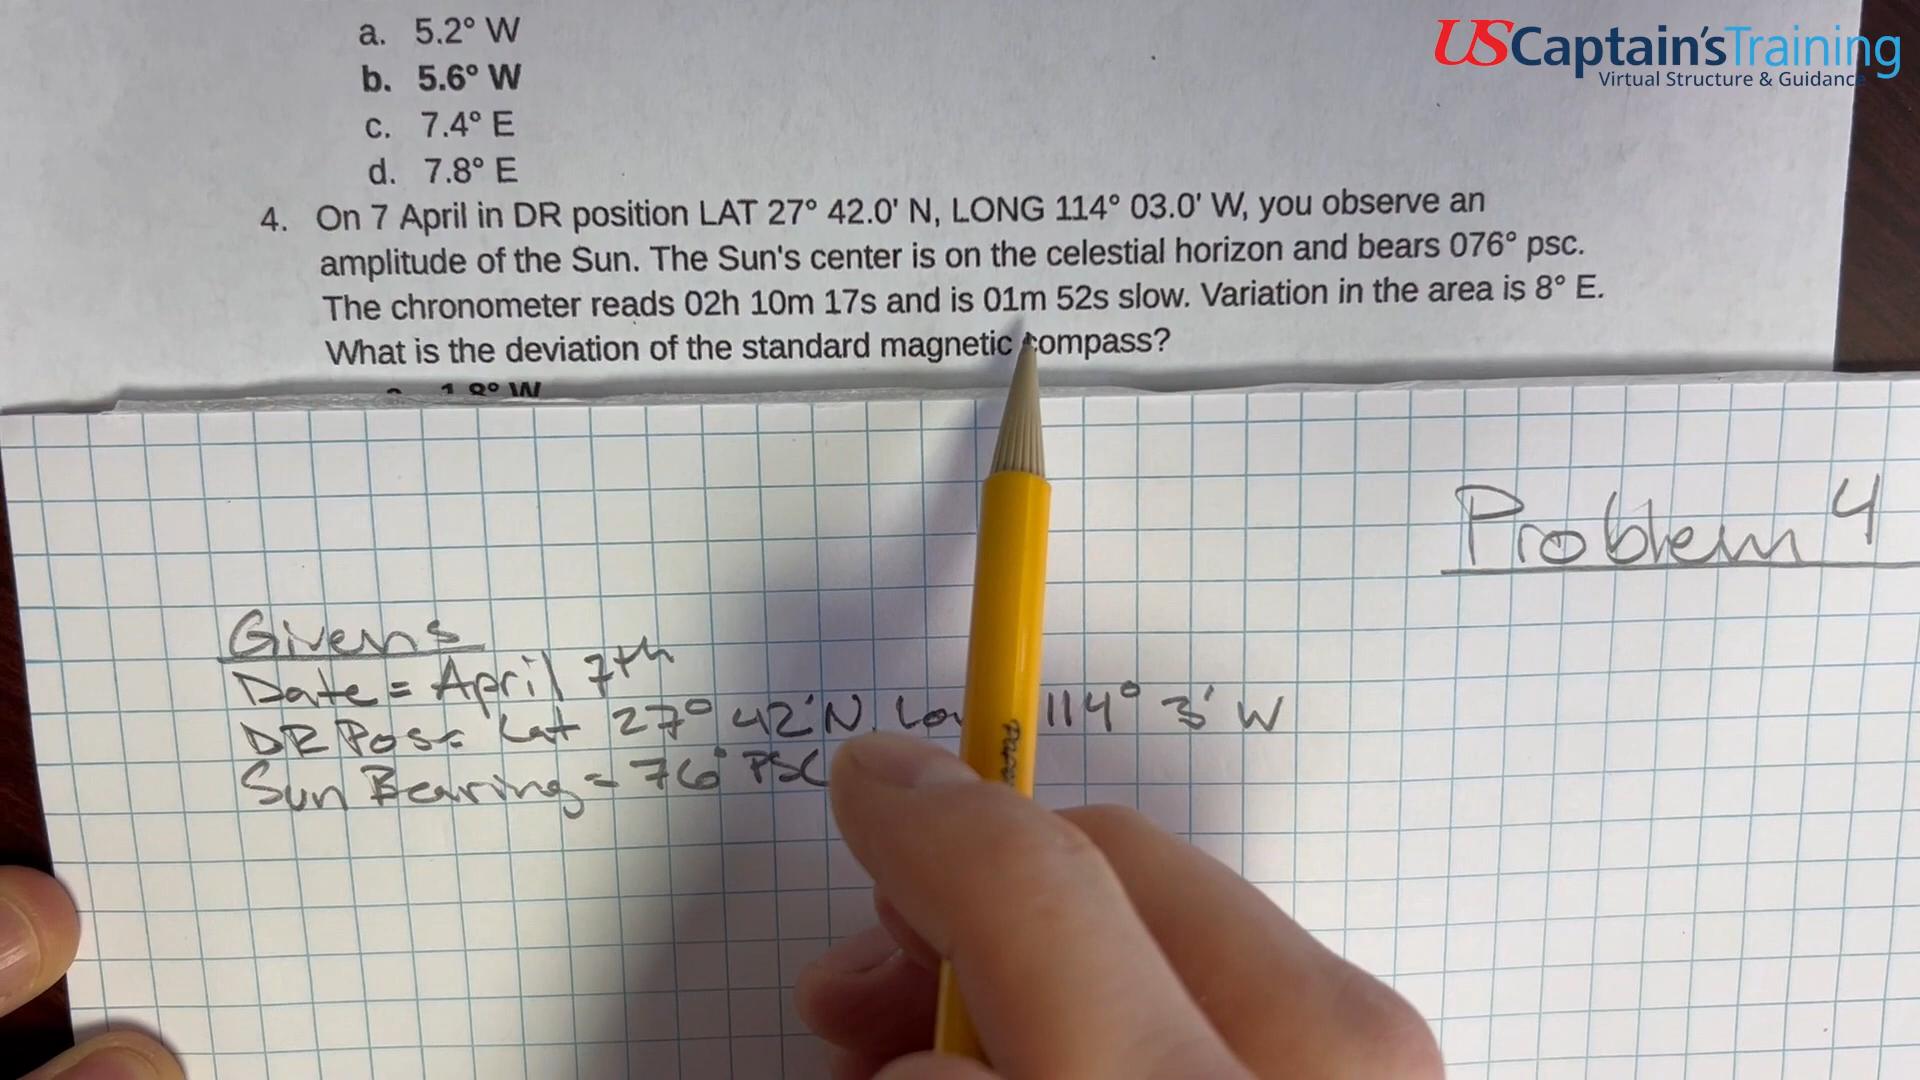 USCaptain'sTraining
Virtual Structure & Guidance
a. 5.2° W
b. 5.6° W
c. 7.4° E
d. 7.8° E
4. On 7 April in DR position LAT 27° 42.0' N, LONG 114° 03.0' W, you observe an
amplitude of the Sun. The Sun's center is on the celestial horizon and bears 076° psc.
The chronometer reads 02h 10m 17s and is 01m 52s slow. Variation in the area is 8° E.
What is the deviation of the standard magnetic compass?
1.8° W
Problem 4
Givens
Date = April 7th
DR Pos = Lat 27° 42' N, 114° 3' W
Sun Bearing = 76° PSC